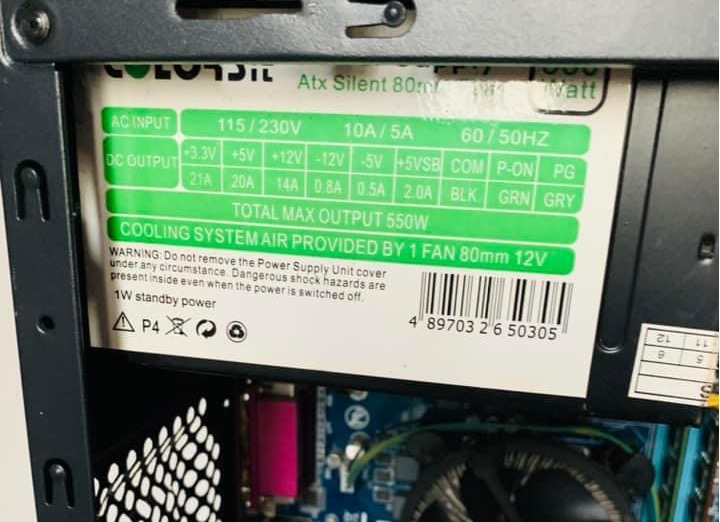 Atx Silent
Watt
AC INPUT 115 / 230V 10A / 5A 60 / 50HZ
DC OUTPUT +3.3V +5V +12V -12V -5V +5VSB COM P-ON PG
21A 20A 14A 0.8A 0.5A 2.0A BLK GRN GRY
TOTAL MAX OUTPUT 550W
COOLING SYSTEM AIR PROVIDED BY 1 FAN 80mm 12V
WARNING: Do not remove the Power Supply Unit cover
under any circumstance. Dangerous shock hazards are
present inside even when the power is switched off.
1W standby power
P4
4 89703 2 650305
11 12
5 6